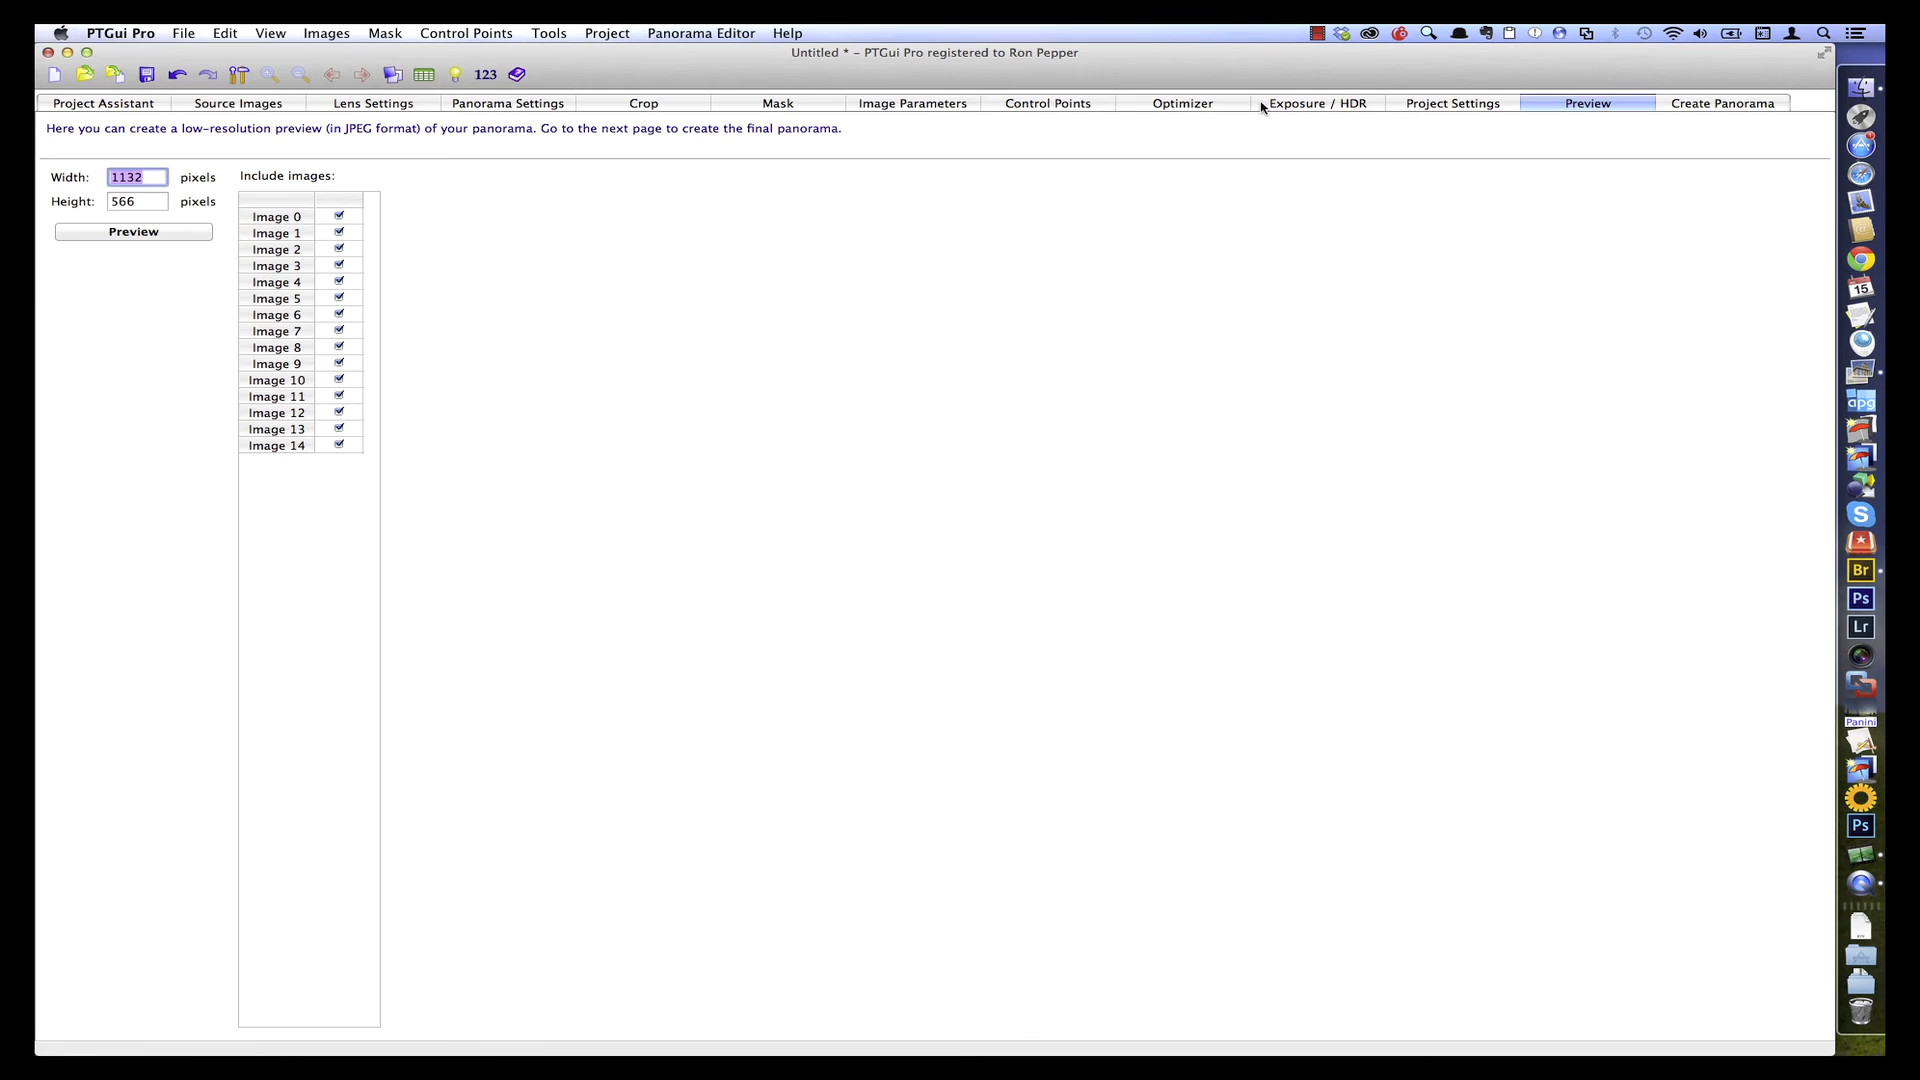 PTGui Pro File Edit View Images Mask Control Points Tools Project Panorama Editor Help
Untitled * – PTGui Pro registered to Ron Pepper
123
Project Assistant Source Images Lens Settings Panorama Settings Crop Mask Image Parameters Control Points Optimizer Exposure / HDR Project Settings Preview Create Panorama
Here you can create a low-resolution preview (in JPEG format) of your panorama. Go to the next page to create the final panorama.
Width: 1132 pixels Include images:
Height: 566 pixels
Preview
Image 0
Image 1
Image 2
Image 3
Image 4
Image 5
Image 6
Image 7
Image 8
Image 9
Image 10
Image 11
Image 12
Image 13
Image 14
15
apg
S
Br
Ps
Lr
Panini
Ps